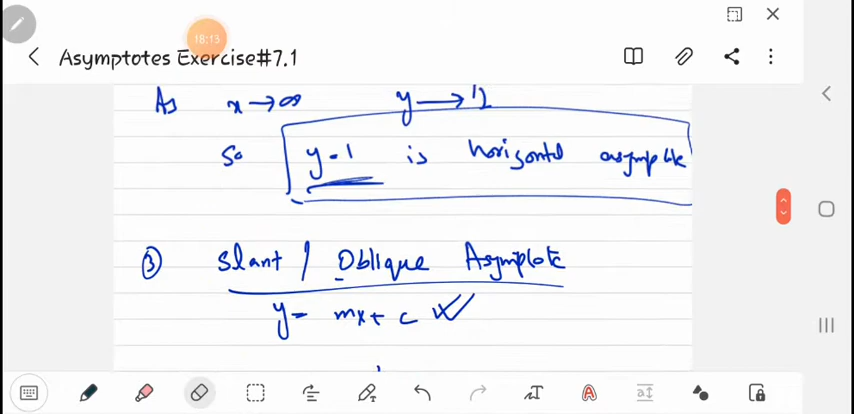 18:13
Asymptotes Exercise#7.1
As x→∞ y→1
So y=1 is horizontal asymptote
③ Slant / Oblique Asymptote
y= mx+ c